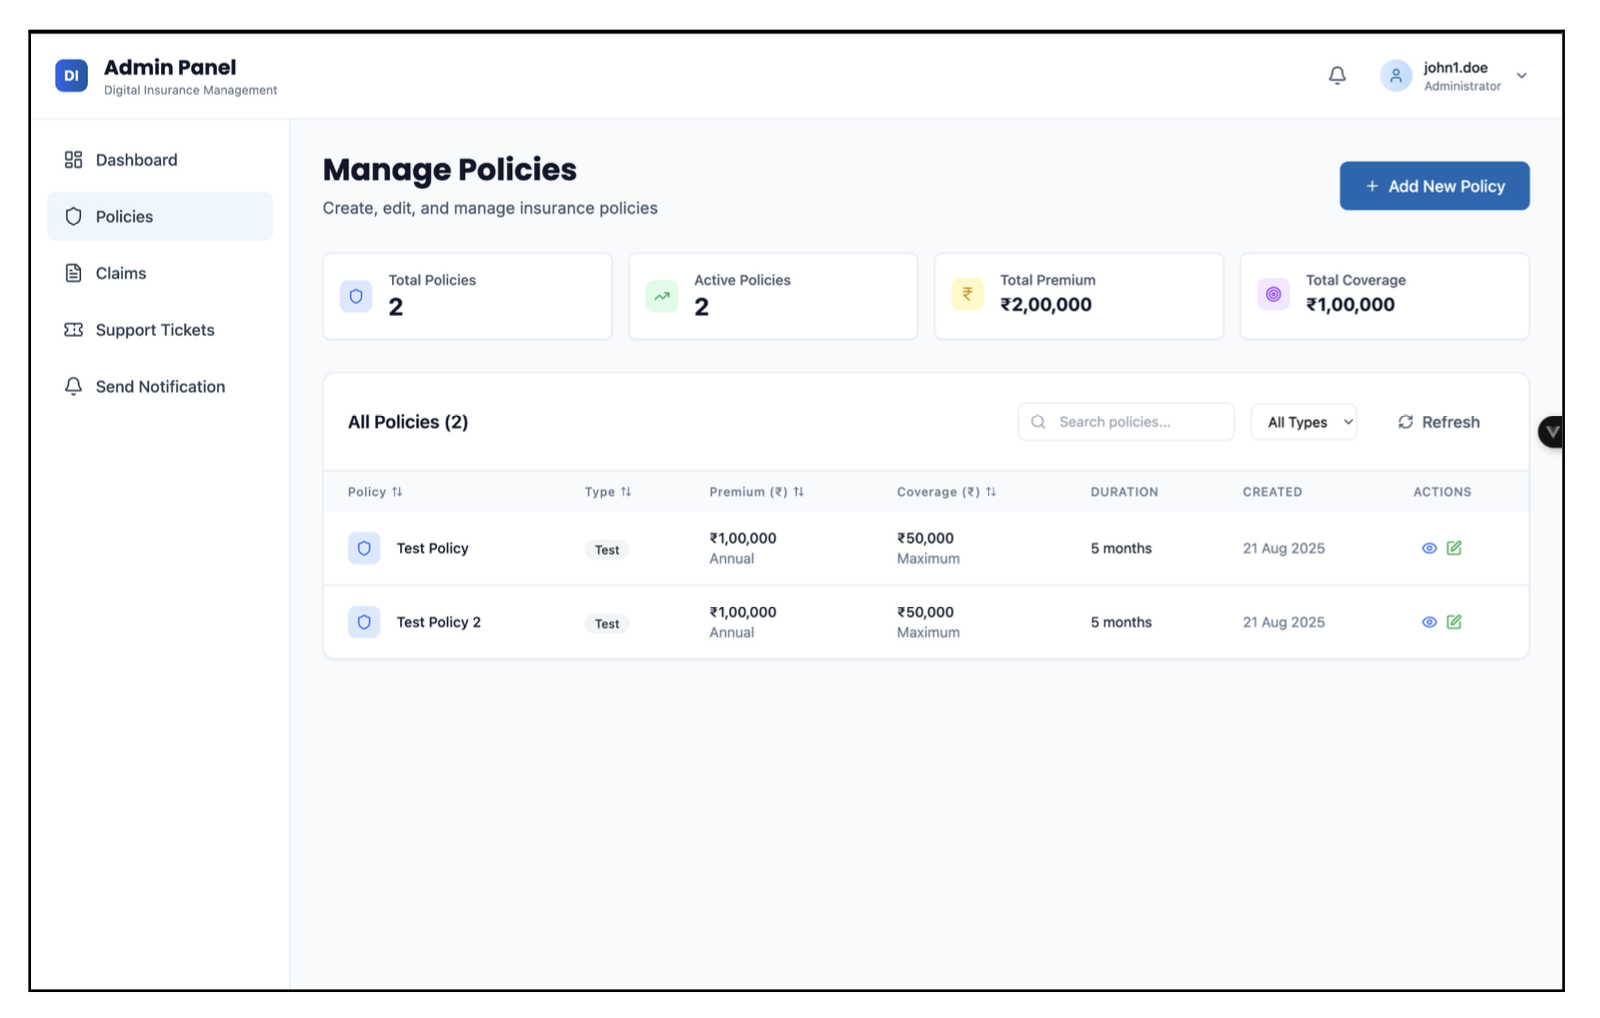 DI
Admin Panel
Digital Insurance Management
john1.doe
Administrator
Dashboard
Policies
Claims
Support Tickets
Send Notification
Manage Policies
Create, edit, and manage insurance policies
+ Add New Policy
Total Policies
2
Active Policies
2
₹
Total Premium
₹2,00,000
Total Coverage
₹1,00,000
All Policies (2)
Search policies...
All Types
Refresh
Policy ↑↓ Type ↑↓ Premium (₹) ↑↓ Coverage (₹) ↑↓ DURATION CREATED ACTIONS
Test Policy Test ₹1,00,000 ₹50,000 5 months 21 Aug 2025
Annual Maximum
Test Policy 2 Test ₹1,00,000 ₹50,000 5 months 21 Aug 2025
Annual Maximum